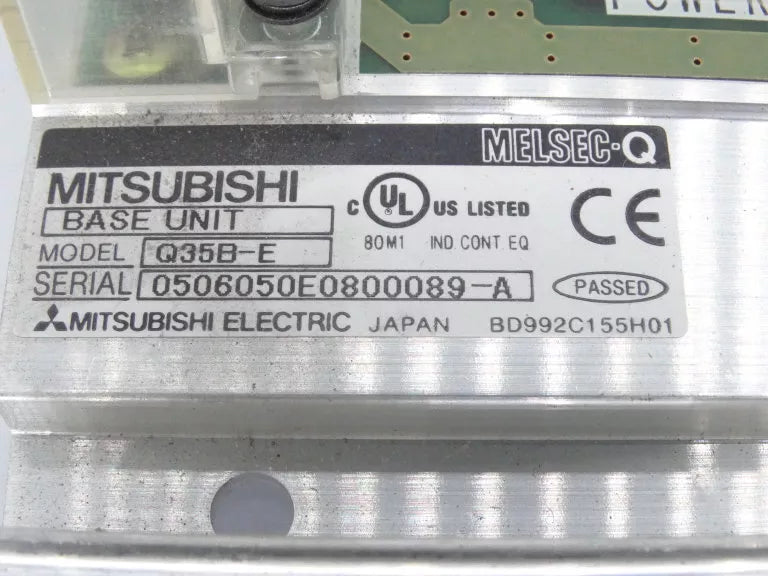 POWER
MELSEC-Q
MITSUBISHI
BASE UNIT
C UL US LISTED
CE
80M1 IND. CONT. EQ
MODEL Q35B-E
SERIAL 0506050E0800089-A
PASSED
MITSUBISHI ELECTRIC JAPAN BD992C155H01